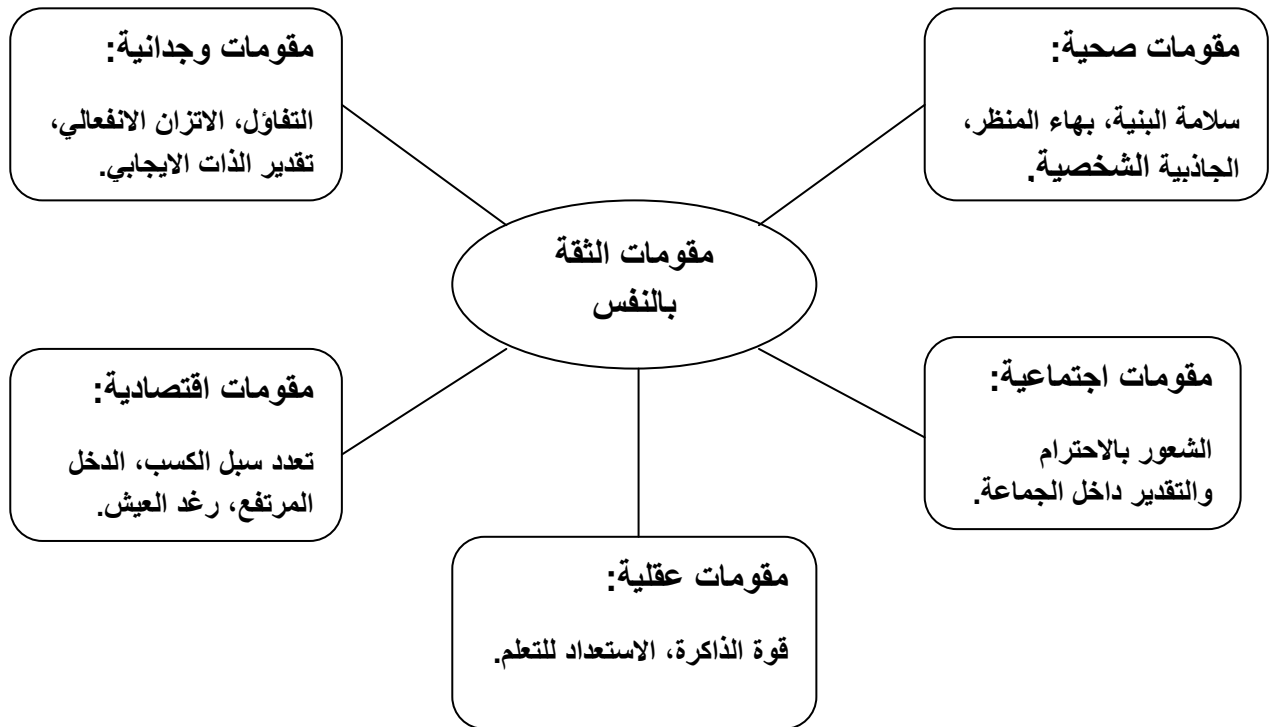 مقومات صحية:
سلامة البنية، بهاء المنظر،
الجاذبية الشخصية.
مقومات وجدانية:
التفاؤل، الاتزان الانفعالي،
تقدير الذات الايجابي.
مقومات الثقة
بالنفس
مقومات اجتماعية:
الشعور بالاحترام
والتقدير داخل الجماعة.
مقومات اقتصادية:
تعدد سبل الكسب، الدخل
المرتفع، رغد العيش.
مقومات عقلية:
قوة الذاكرة، الاستعداد للتعلم.